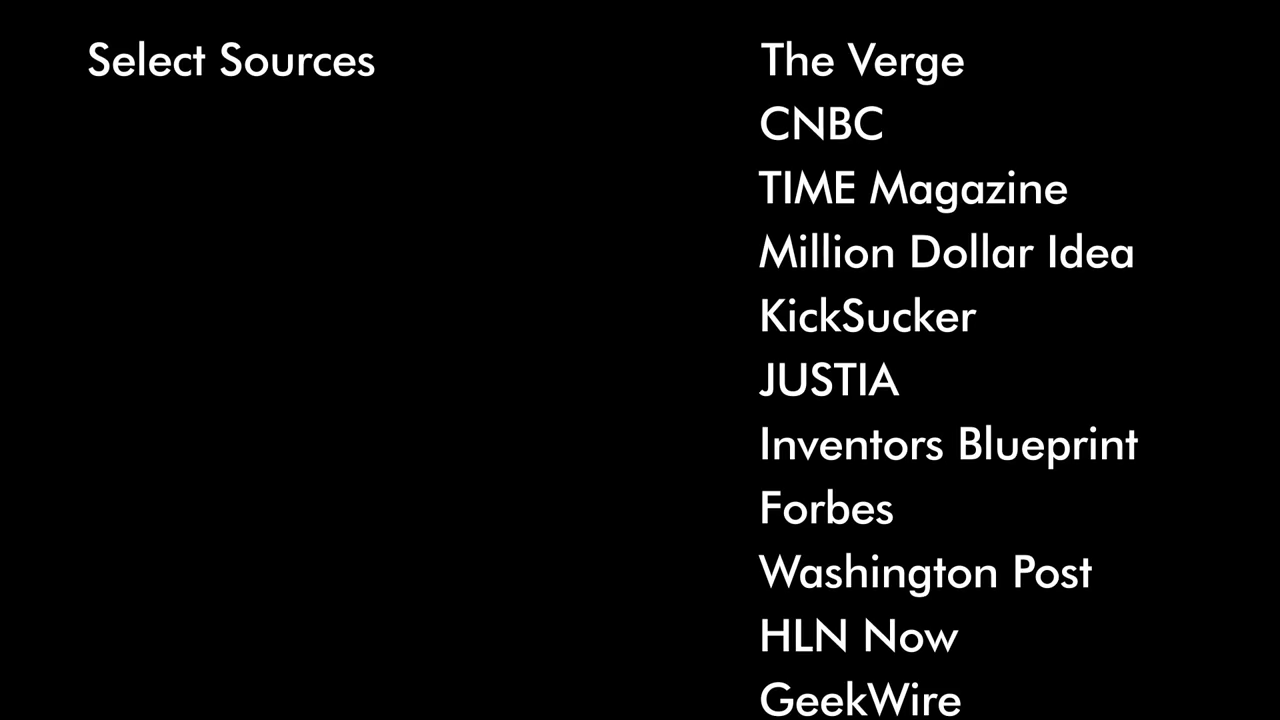 Select Sources
The Verge
CNBC
TIME Magazine
Million Dollar Idea
KickSucker
JUSTIA
Inventors Blueprint
Forbes
Washington Post
HLN Now
GeekWire